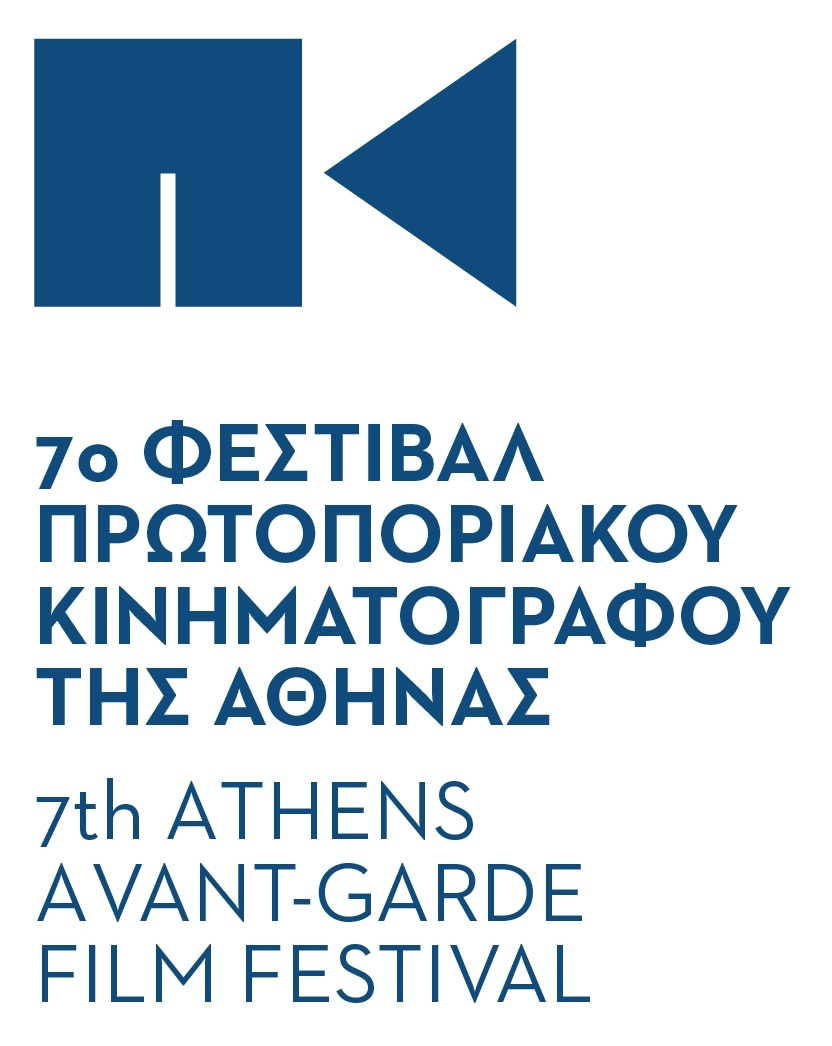 7ο ΦΕΣΤΙΒΑΛ
ΠΡΩΤΟΠΟΡΙΑΚΟΥ
ΚΙΝΗΜΑΤΟΓΡΑΦΟΥ
ΤΗΣ ΑΘΗΝΑΣ
7th ATHENS
AVANT-GARDE
FILM FESTIVAL